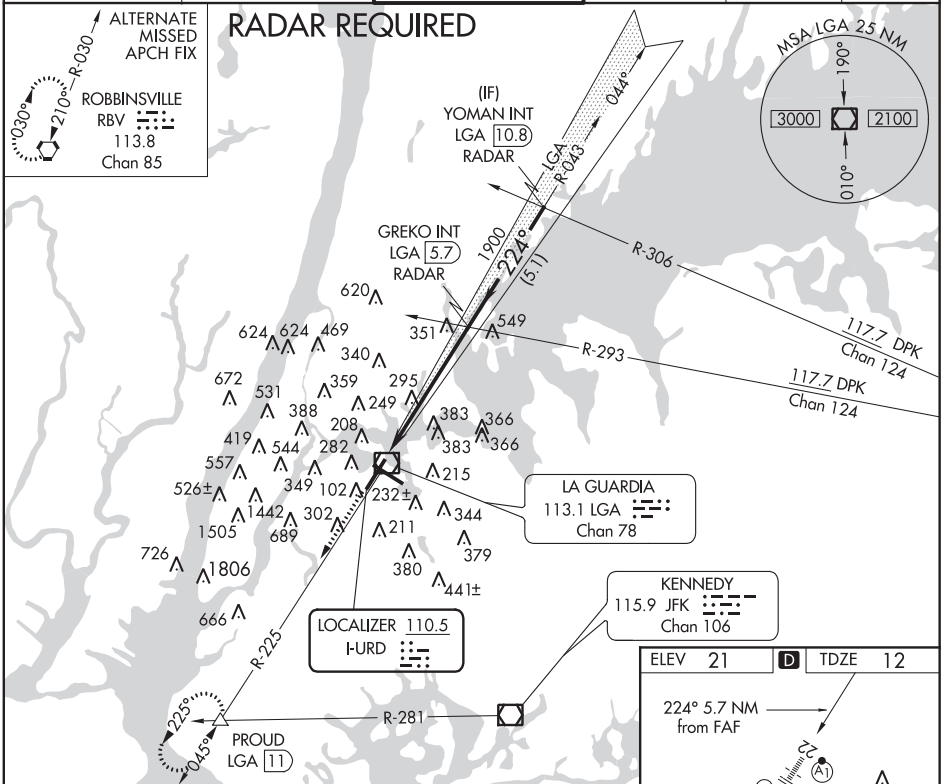 ALTERNATE
MISSED
APCH FIX
R-030
210°
030°
ROBBINSVILLE
RBV
113.8
Chan 85
RADAR REQUIRED
MSA LGA 25 NM
190°
3000
2100
010°
(IF)
YOMAN INT
LGA 10.8
RADAR
044°
LGA
R-043
GREKO INT
LGA 5.7
RADAR
1900
224°
(5.1)
R-306
117.7 DPK
Chan 124
R-293
117.7 DPK
Chan 124
620
351
549
624
624
469
340
672
531
359
295
388
249
383
366
208
383
366
419
544
282
557
349
102
215
526±
232±
1442
302
344
1505
689
211
379
726
380
1806
441±
666
LA GUARDIA
113.1 LGA
Chan 78
KENNEDY
115.9 JFK
Chan 106
LOCALIZER 110.5
I-URD
R-225
R-281
225°
045°
PROUD
LGA 11
ELEV 21
D
TDZE 12
224° 5.7 NM
from FAF
22
A1